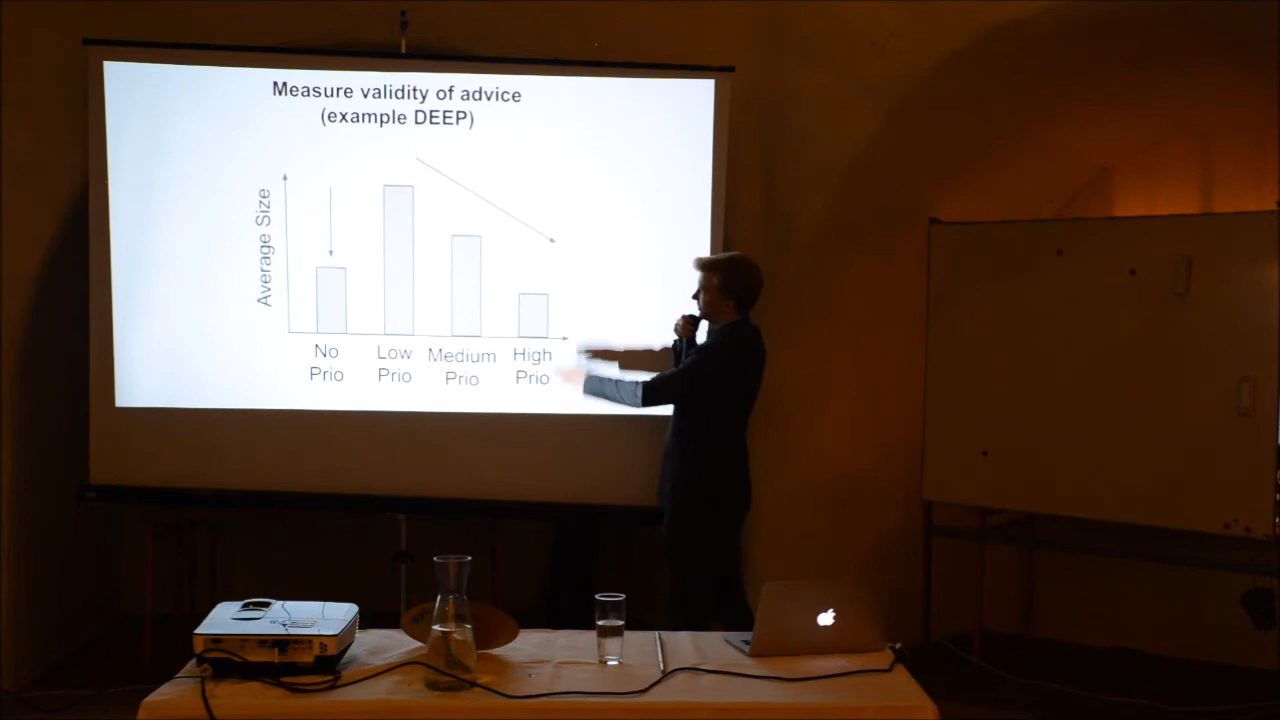 Measure validity of advice
(example DEEP)
Average Size
No Prio
Low Prio
Medium Prio
High Prio